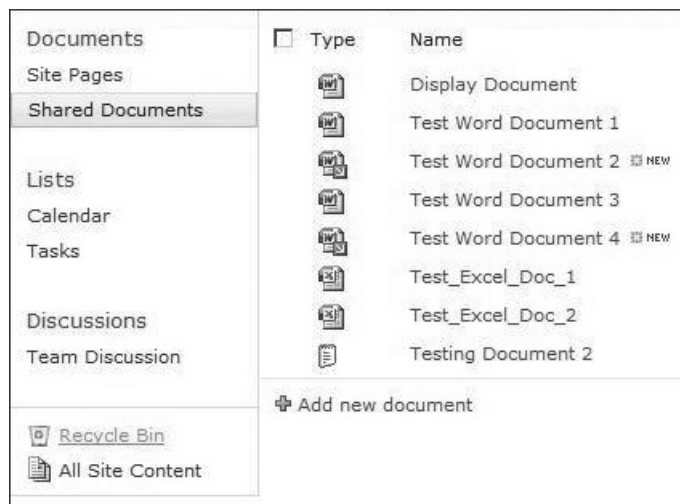 Documents
Site Pages
Shared Documents
Lists
Calendar
Tasks
Discussions
Team Discussion
Recycle Bin
All Site Content
Type Name
Display Document
Test Word Document 1
Test Word Document 2 NEW
Test Word Document 3
Test Word Document 4 NEW
Test_Excel_Doc_1
Test_Excel_Doc_2
Testing Document 2
Add new document